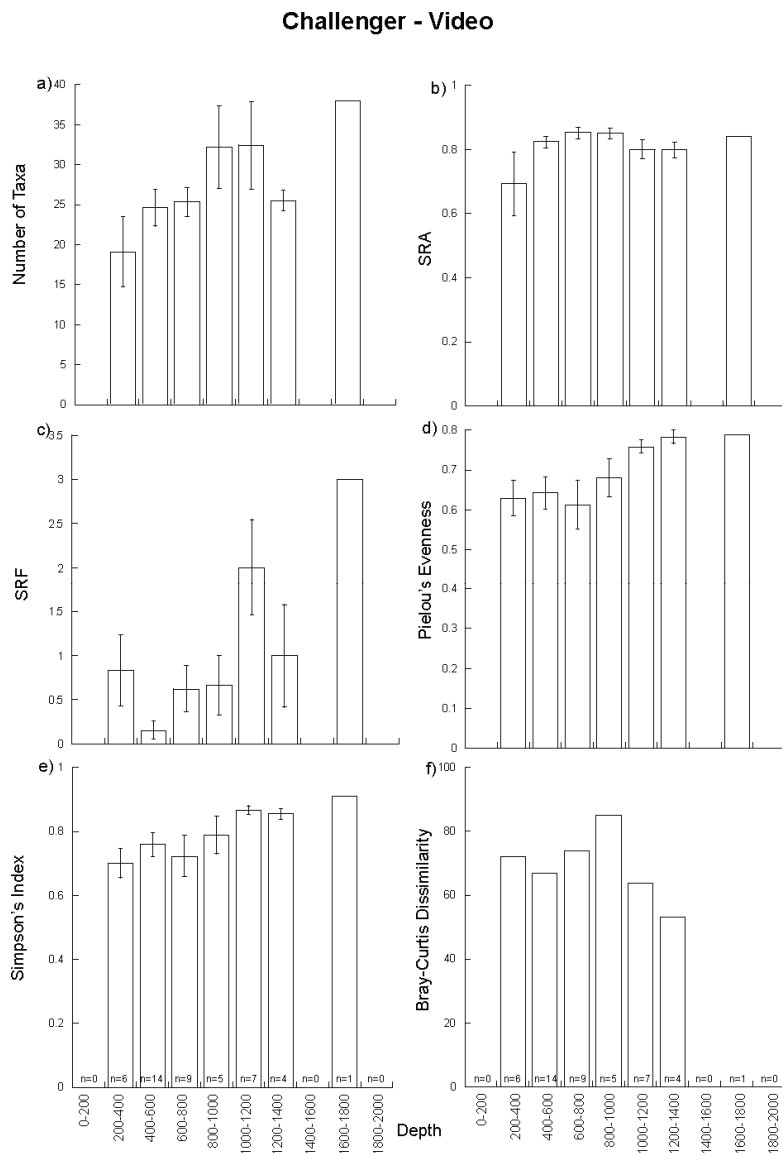 Challenger - Video
a)
40
35
30
25
20
15
10
5
0
Number of Taxa
b)
1
0.8
0.6
0.4
0.2
0
SRA
c)
3.5
3
2.5
2
1.5
1
0.5
0
SRF
d)
0.8
0.7
0.6
0.5
0.4
0.3
0.2
0.1
0
Pielou's Evenness
e)
1
0.8
0.6
0.4
0.2
0
Simpson's Index
n=0 n=6 n=14 n=9 n=5 n=7 n=4 n=0 n=1 n=0
0-200 200-400 400-600 600-800 800-1000 1000-1200 1200-1400 1400-1600 1600-1800 1800-2000
f)
100
80
60
40
20
0
Bray-Curtis Dissimilarity
n=0 n=6 n=14 n=9 n=5 n=7 n=4 n=0 n=1 n=0
0-200 200-400 400-600 600-800 800-1000 1000-1200 1200-1400 1400-1600 1600-1800 1800-2000
Depth